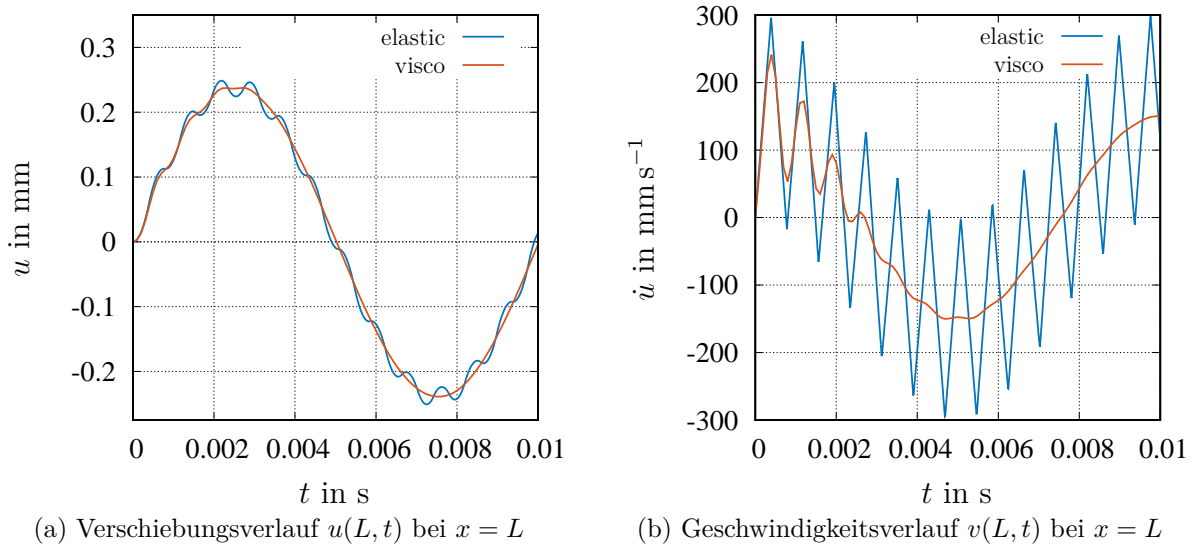 0.3
0.2
0.1
0
-0.1
-0.2
u in mm
elastic
visco
0 0.002 0.004 0.006 0.008 0.01
t in s
(a) Verschiebungsverlauf u(L, t) bei x = L
300
200
100
0
-100
-200
-300
u̇ in mm s⁻¹
elastic
visco
0 0.002 0.004 0.006 0.008 0.01
t in s
(b) Geschwindigkeitsverlauf v(L, t) bei x = L